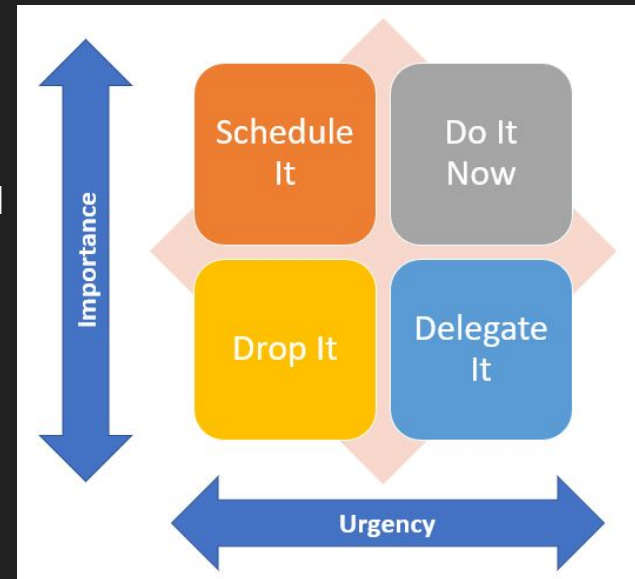 Schedule
It
Do It
Now
Importance
Drop It
Delegate
It
Urgency